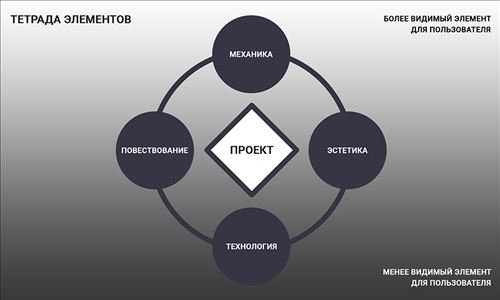 ТЕТРАДА ЭЛЕМЕНТОВ
БОЛЕЕ ВИДИМЫЙ ЭЛЕМЕНТ
ДЛЯ ПОЛЬЗОВАТЕЛЯ
МЕХАНИКА
ПОВЕСТВОВАНИЕ
ПРОЕКТ
ЭСТЕТИКА
ТЕХНОЛОГИЯ
МЕНЕЕ ВИДИМЫЙ ЭЛЕМЕНТ
ДЛЯ ПОЛЬЗОВАТЕЛЯ